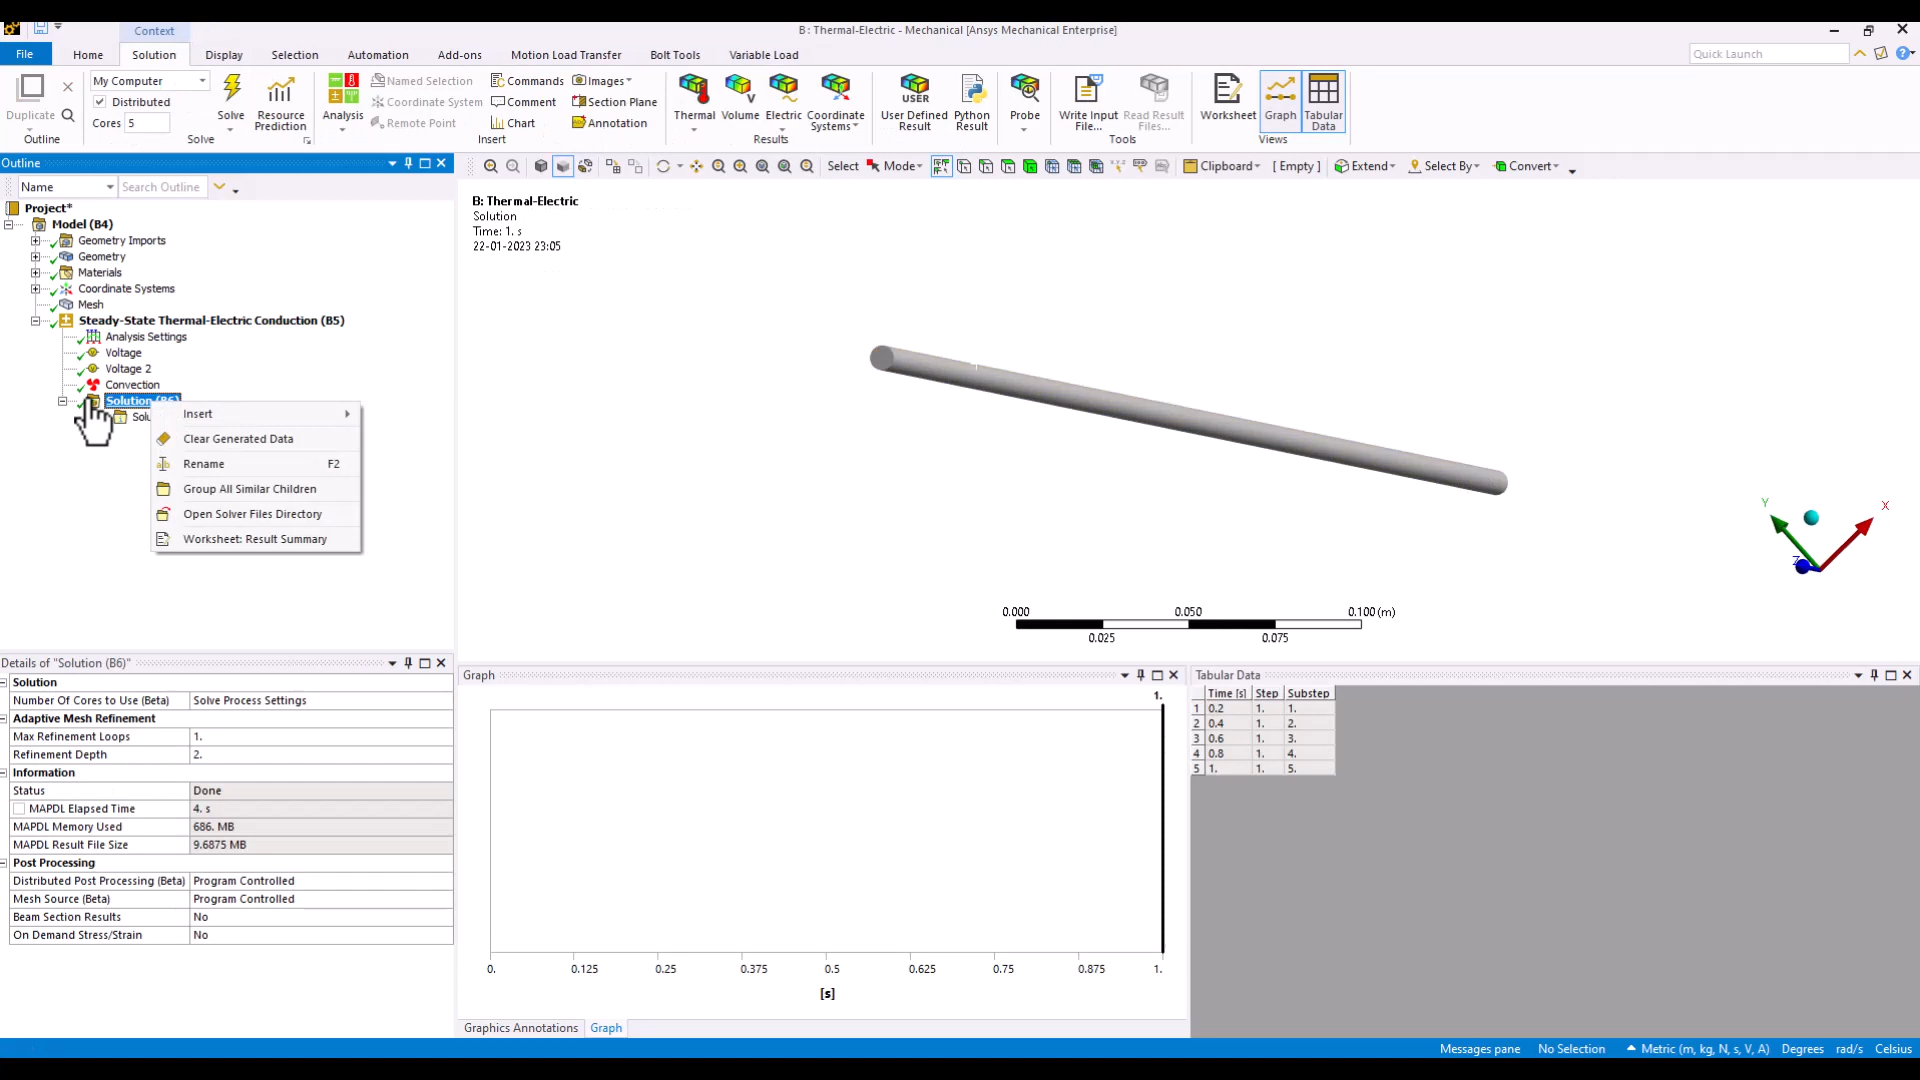 Context
B : Thermal-Electric - Mechanical [Ansys Mechanical Enterprise]
File Home Solution Display Selection Automation Add-ons Motion Load Transfer Bolt Tools Variable Load Quick Launch
My Computer Named Selection Commands Images
Distributed Coordinate System Comment Section Plane
Cores 5 Remote Point Chart Annotation
Duplicate Solve Resource Prediction Analysis Thermal Volume Electric Coordinate Systems User Defined Result Python Result Probe Write Input File... Read Result Files... Worksheet Graph Tabular Data
USER
Outline Solve Insert Results Tools Views
Outline
Select Mode Clipboard [ Empty ] Extend Select By Convert
Name Search Outline
Project*
Model (B4)
Geometry Imports
Geometry
Materials
Coordinate Systems
Mesh
Steady-State Thermal-Electric Conduction (B5)
Analysis Settings
Voltage
Voltage 2
Convection
Solution (B6)
Solu
Insert
Clear Generated Data
Rename F2
Group All Similar Children
Open Solver Files Directory
Worksheet: Result Summary
B: Thermal-Electric
Solution
Time: 1. s
22-01-2023 23:05
Y X
Z
0.000 0.050 0.100 (m)
0.025 0.075
Details of "Solution (B6)"
Solution
Number Of Cores to Use (Beta) Solve Process Settings
Adaptive Mesh Refinement
Max Refinement Loops 1.
Refinement Depth 2.
Information
Status Done
MAPDL Elapsed Time 4. s
MAPDL Memory Used 686. MB
MAPDL Result File Size 9.6875 MB
Post Processing
Distributed Post Processing (Beta) Program Controlled
Mesh Source (Beta) Program Controlled
Beam Section Results No
On Demand Stress/Strain No
Graph
1.
0. 0.125 0.25 0.375 0.5 0.625 0.75 0.875 1.
[s]
Graphics Annotations Graph
Tabular Data
Time [s] Step Substep
1 0.2 1. 1.
2 0.4 1. 2.
3 0.6 1. 3.
4 0.8 1. 4.
5 1. 1. 5.
Messages pane No Selection Metric (m, kg, N, s, V, A) Degrees rad/s Celsius